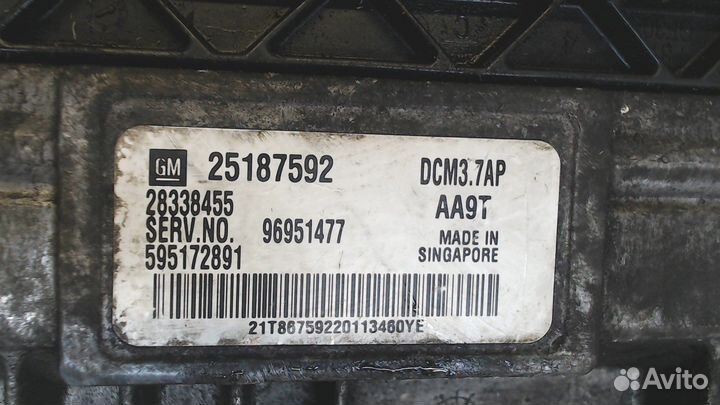 GM 25187592 DCM3.7AP
28338455 AA9T
SERV.NO. 96951477 MADE IN
595172891 SINGAPORE
21T86759220113460YE
Avito